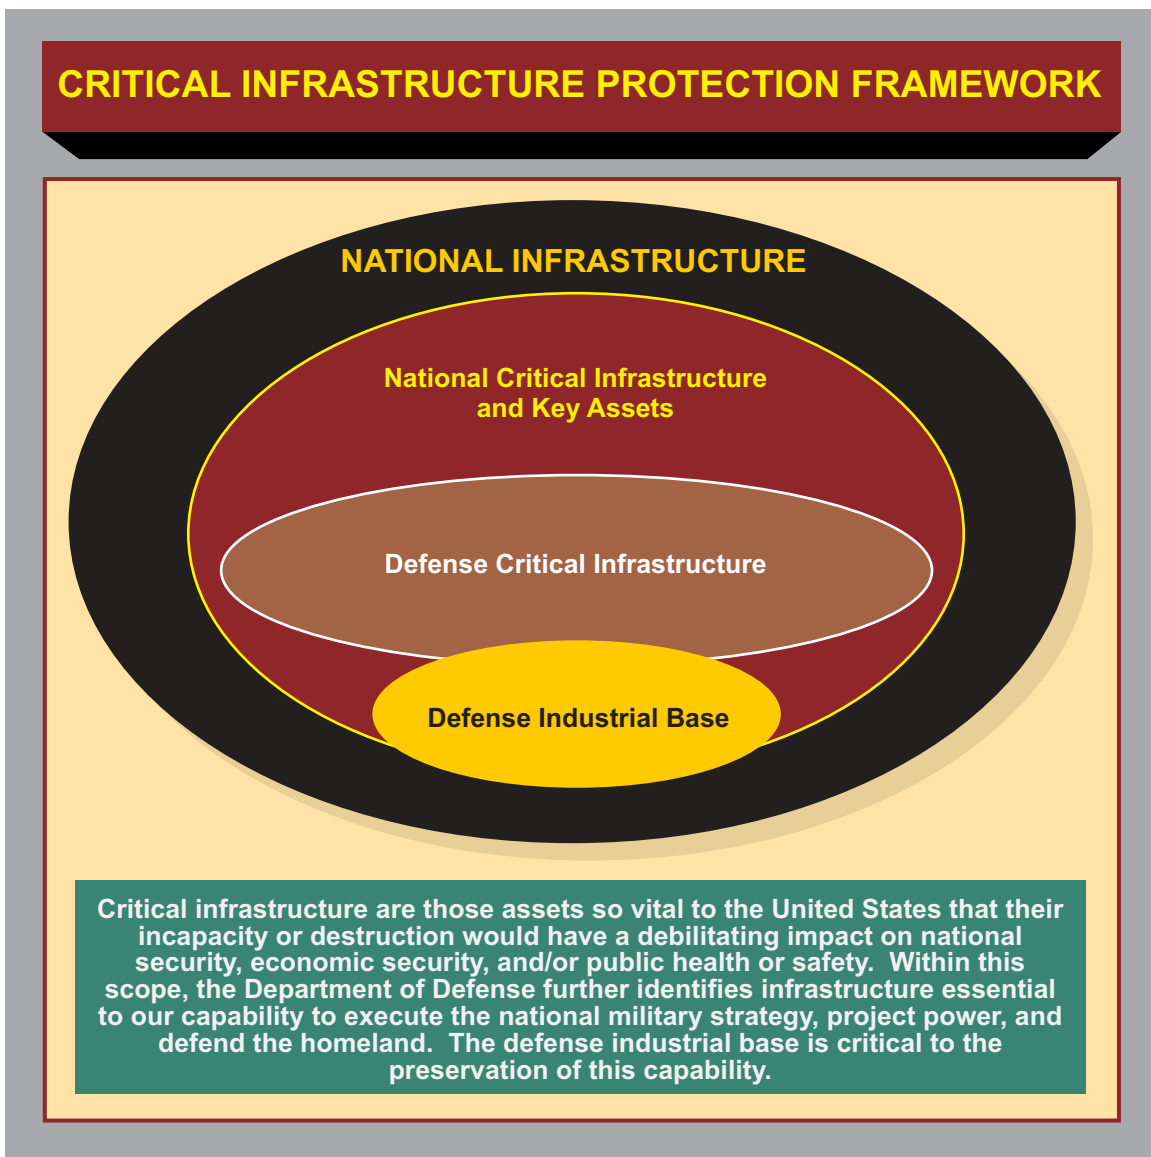 CRITICAL INFRASTRUCTURE PROTECTION FRAMEWORK
NATIONAL INFRASTRUCTURE
National Critical Infrastructure
and Key Assets
Defense Critical Infrastructure
Defense Industrial Base
Critical infrastructure are those assets so vital to the United States that their
incapacity or destruction would have a debilitating impact on national
security, economic security, and/or public health or safety.  Within this
scope, the Department of Defense further identifies infrastructure essential
to our capability to execute the national military strategy, project power, and
defend the homeland.  The defense industrial base is critical to the
preservation of this capability.